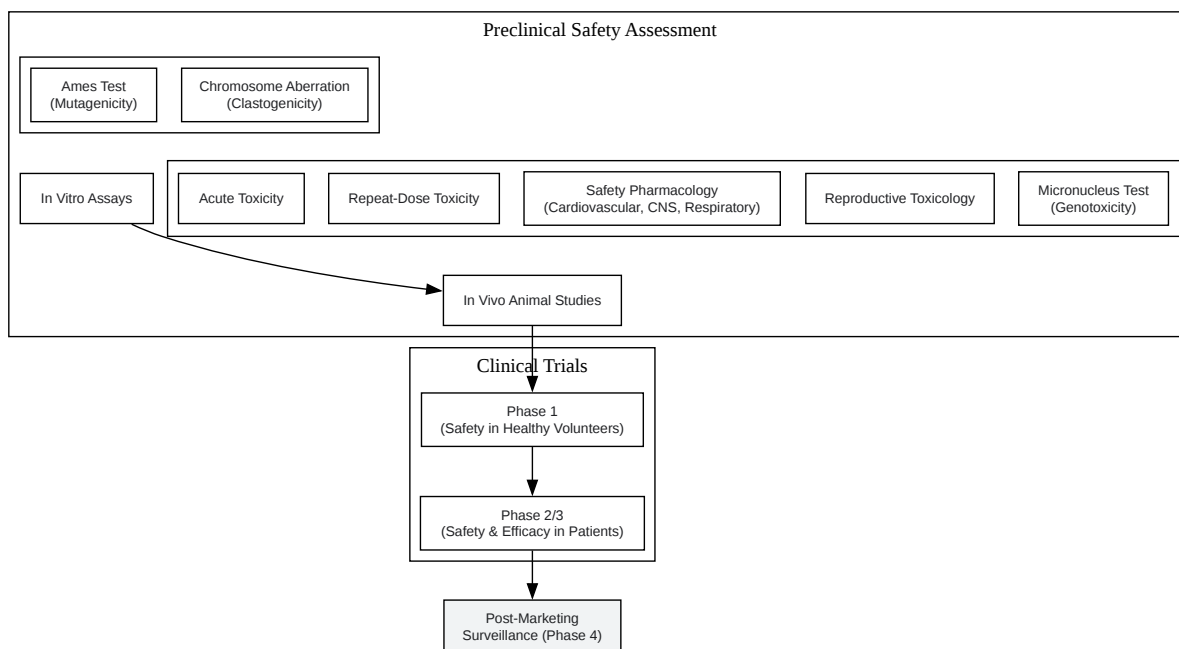 Preclinical Safety Assessment
Ames Test
(Mutagenicity)
Chromosome Aberration
(Clastogenicity)
In Vitro Assays
Acute Toxicity
Repeat-Dose Toxicity
Safety Pharmacology
(Cardiovascular, CNS, Respiratory)
Reproductive Toxicology
Micronucleus Test
(Genotoxicity)
In Vivo Animal Studies
Clinical Trials
Phase 1
(Safety in Healthy Volunteers)
Phase 2/3
(Safety & Efficacy in Patients)
Post-Marketing
Surveillance (Phase 4)